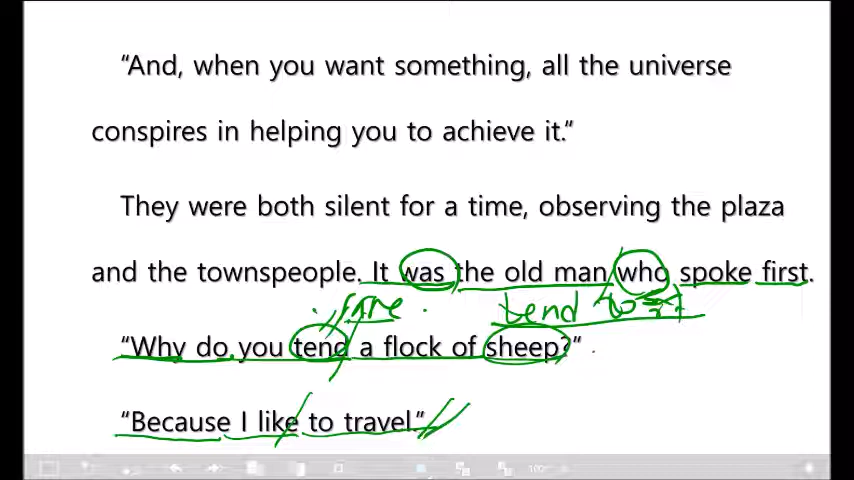 “And, when you want something, all the universe
conspires in helping you to achieve it.”
They were both silent for a time, observing the plaza
and the townspeople. It was the old man who spoke first.
tend to
“Why do you tend a flock of sheep?”
“Because I like to travel.”
100